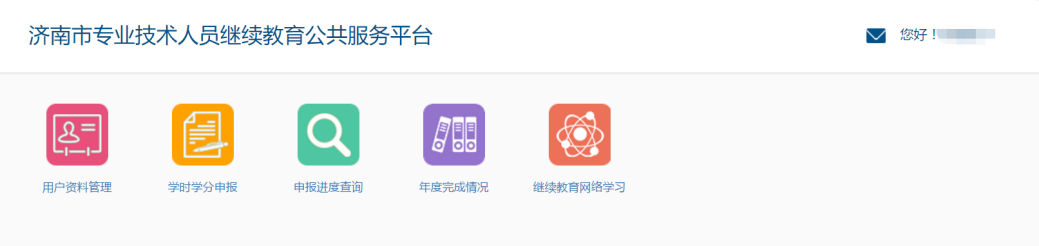 济南市专业技术人员继续教育公共服务平台
您好！
用户资料管理
学时学分申报
申报进度查询
年度完成情况
继续教育网络学习